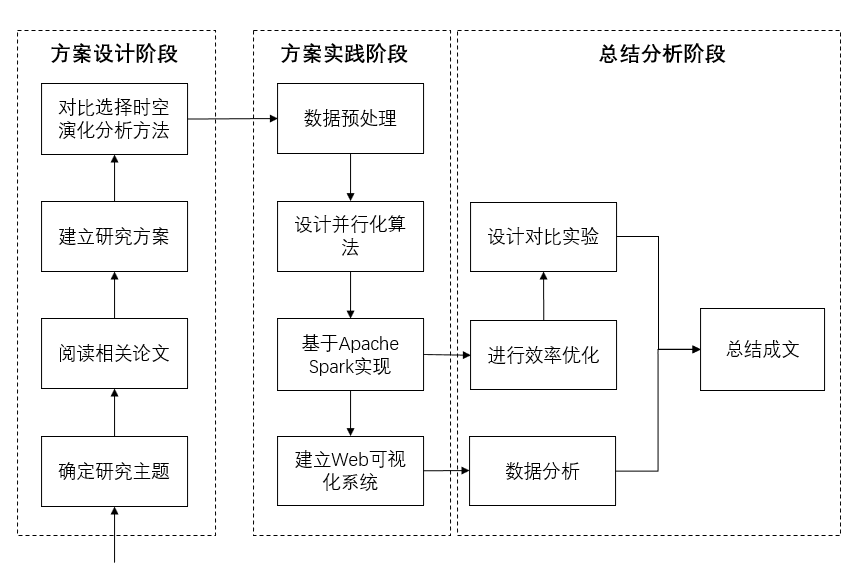 方案设计阶段
对比选择时空
演化分析方法
建立研究方案
阅读相关论文
确定研究主题
方案实践阶段
数据预处理
设计并行化算
法
基于Apache
Spark实现
建立Web可视
化系统
总结分析阶段
设计对比实验
进行效率优化
数据分析
总结成文